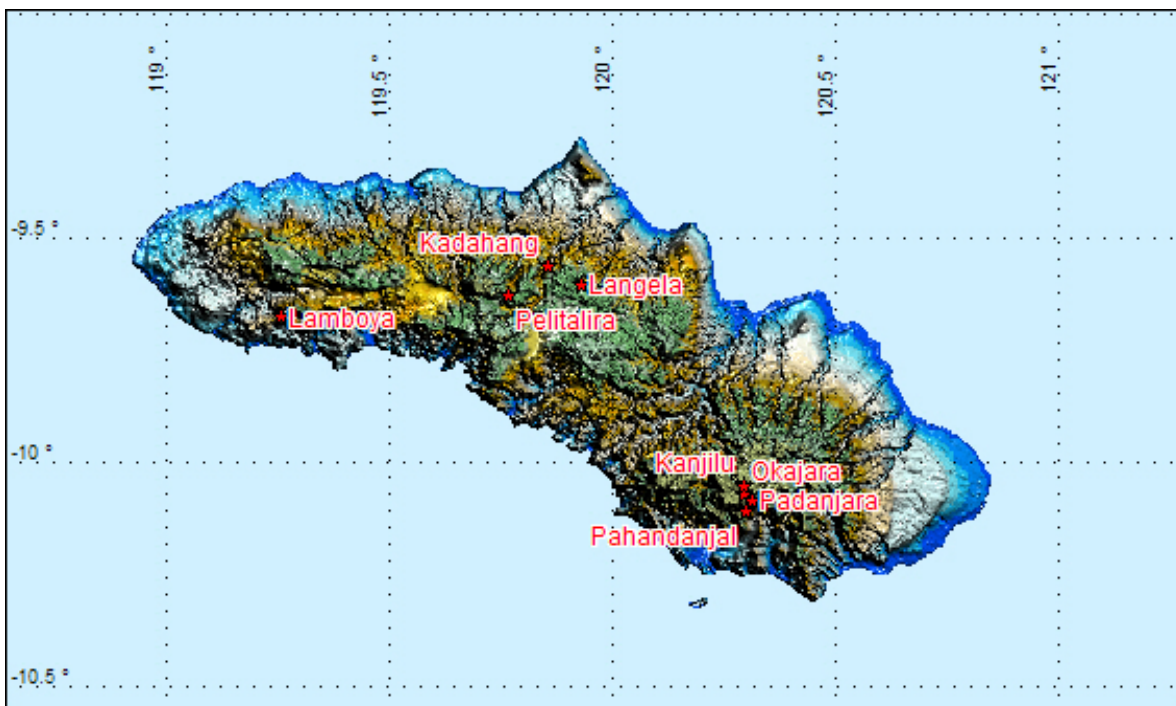 119 °
119.5 °
120 °
120.5 °
121 °
-9.5 °
Kadahang
Langela
Lamboya
Pelitalira
-10 °
Kanjilu
Okajara
Padanjara
Pahandanjal
-10.5 °